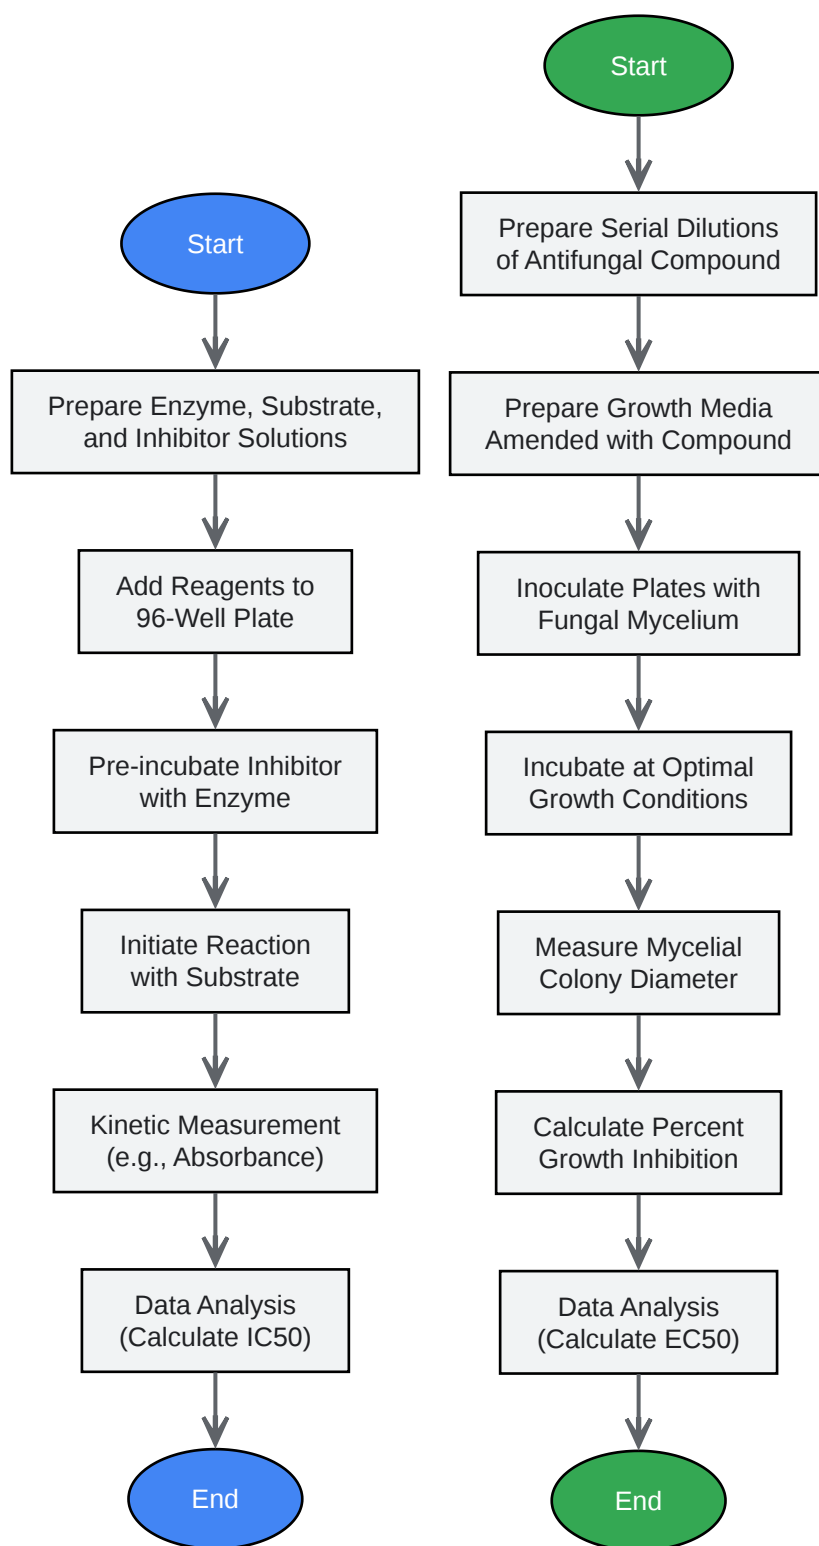 Start
Prepare Enzyme, Substrate,
and Inhibitor Solutions
Add Reagents to
96-Well Plate
Pre-incubate Inhibitor
with Enzyme
Initiate Reaction
with Substrate
Kinetic Measurement
(e.g., Absorbance)
Data Analysis
(Calculate IC50)
End
Start
Prepare Serial Dilutions
of Antifungal Compound
Prepare Growth Media
Amended with Compound
Inoculate Plates with
Fungal Mycelium
Incubate at Optimal
Growth Conditions
Measure Mycelial
Colony Diameter
Calculate Percent
Growth Inhibition
Data Analysis
(Calculate EC50)
End